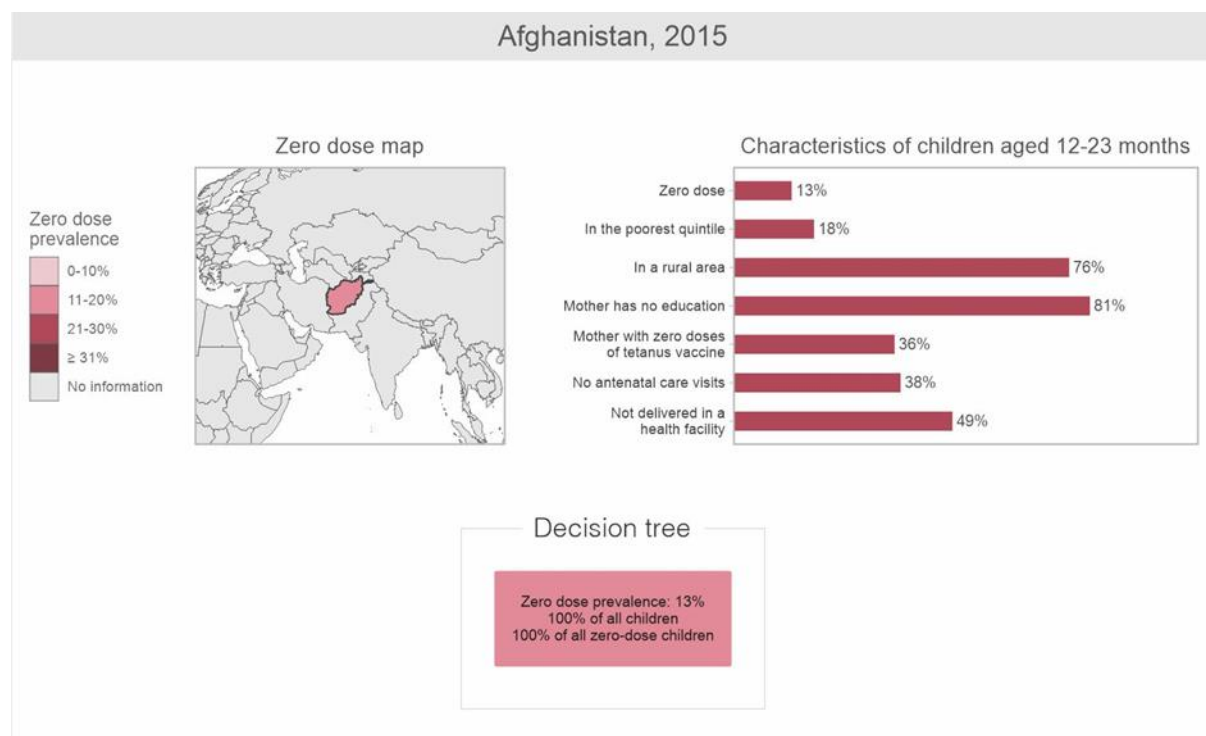 Afghanistan, 2015
Zero dose map
Zero dose
prevalence
0-10%
11-20%
21-30%
≥ 31%
No information
Characteristics of children aged 12-23 months
Zero dose
13%
In the poorest quintile
18%
In a rural area
76%
Mother has no education
81%
Mother with zero doses
of tetanus vaccine
36%
No antenatal care visits
38%
Not delivered in a
health facility
49%
Decision tree
Zero dose prevalence: 13%
100% of all children
100% of all zero-dose children